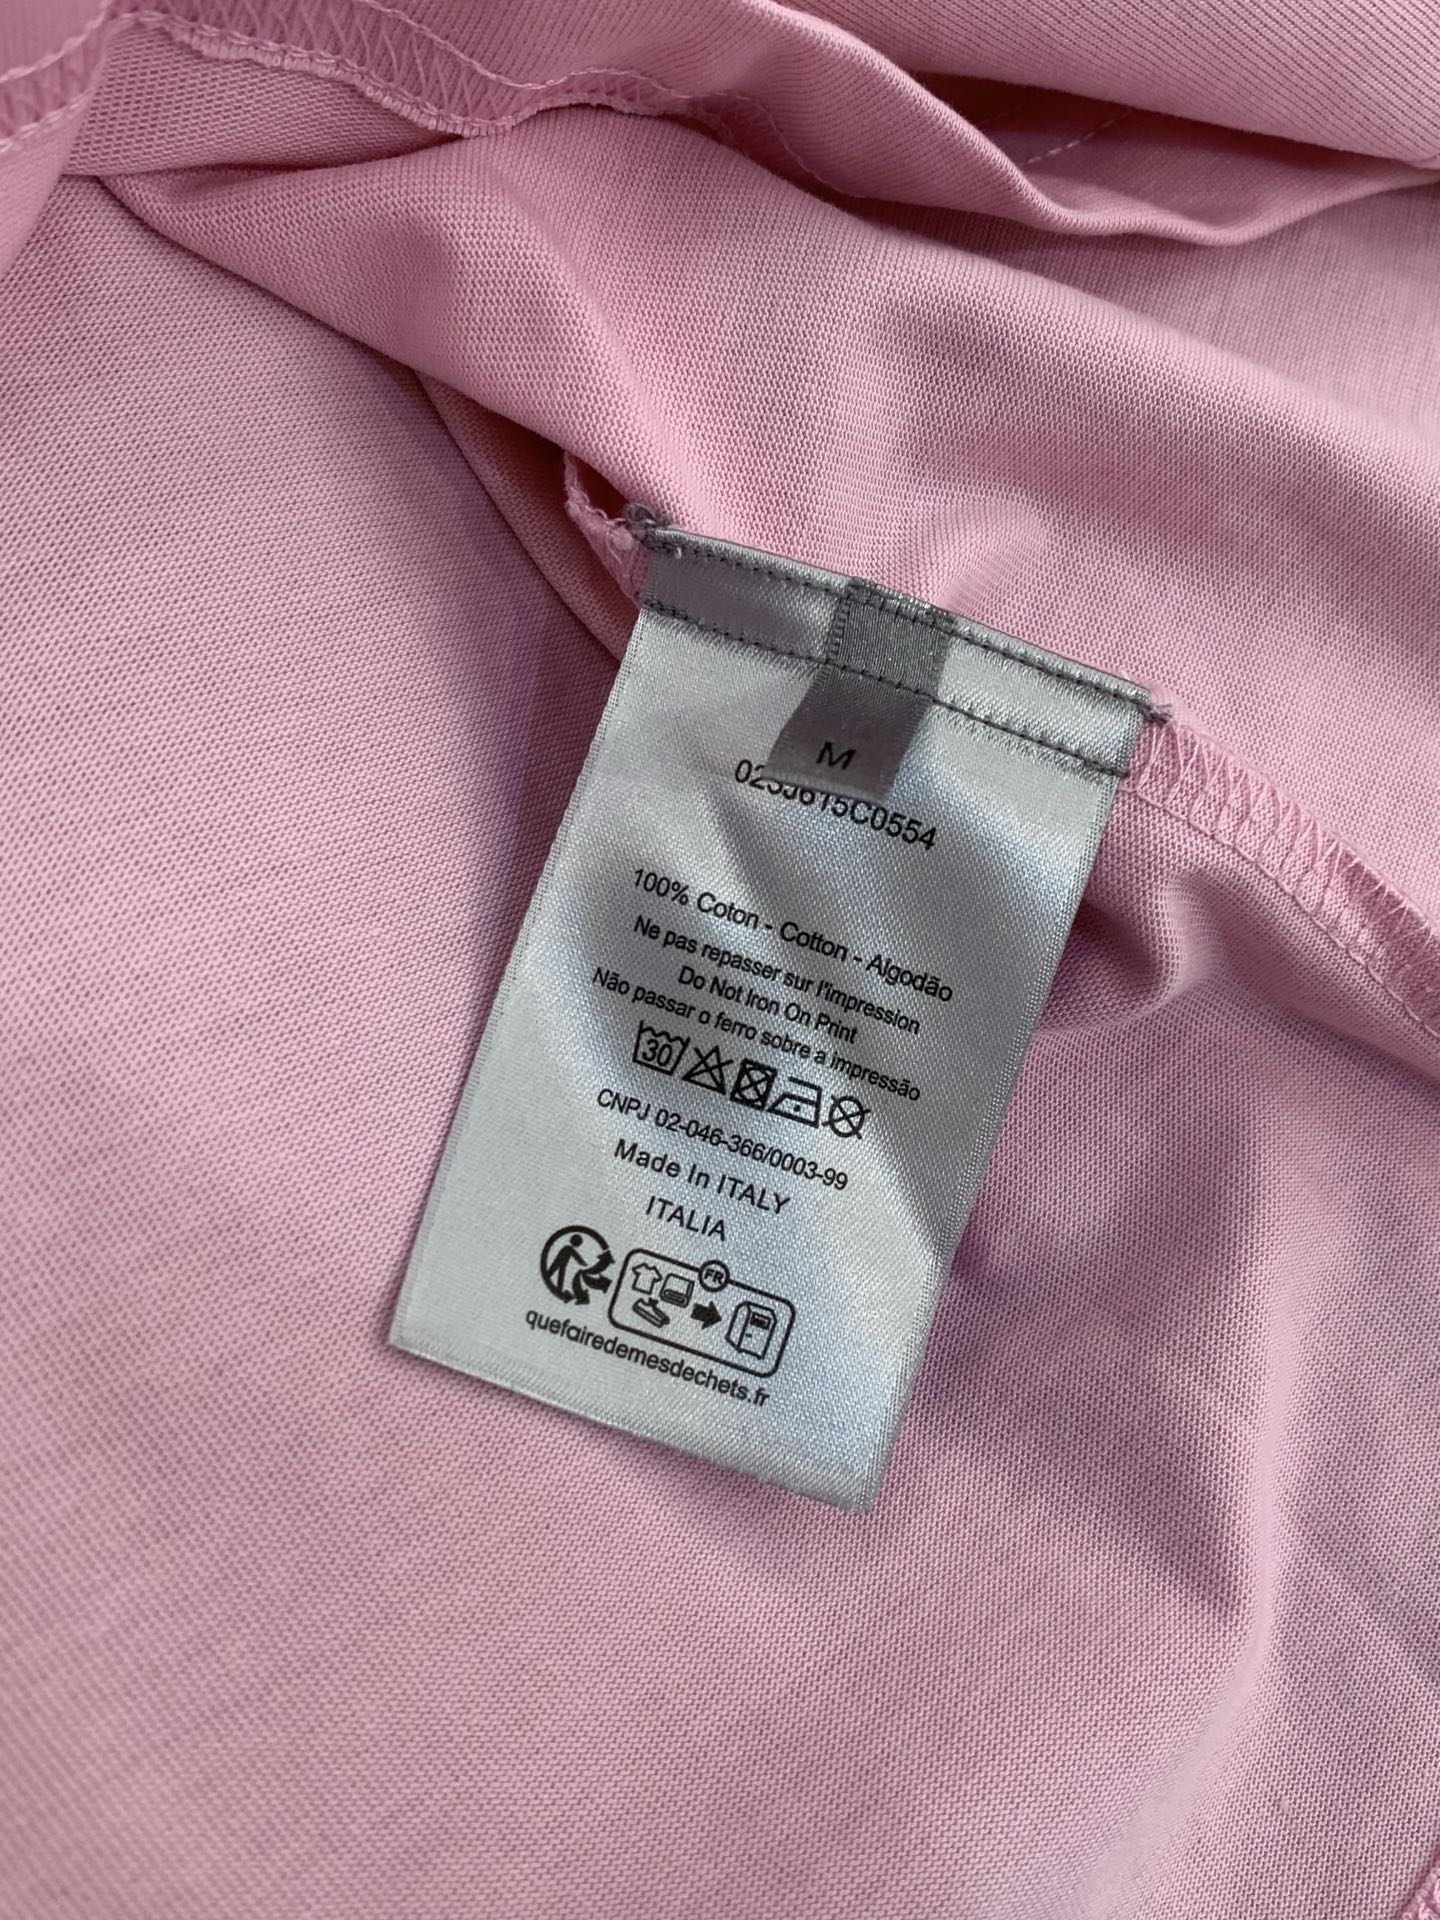 M
100% Coton - Cotton - Algodão
Ne pas repasser sur l'impression
Do Not Iron On Print
Não passar o ferro sobre a impressão
30
CNPJ 02-046-366/0003-99
Made In ITALY
ITALIA
FR
quefairedemesdechets.fr